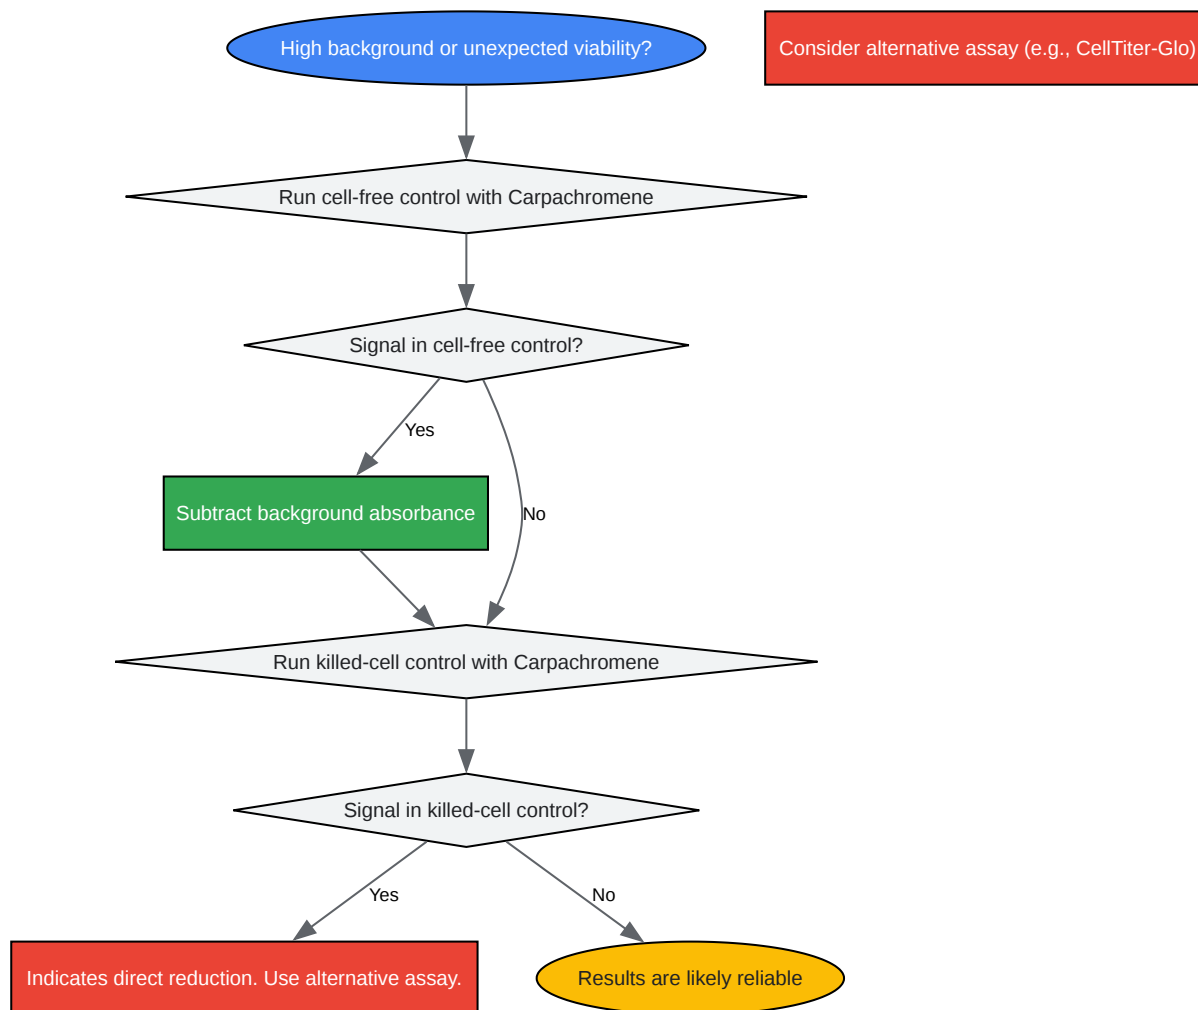 High background or unexpected viability?
Consider alternative assay (e.g., CellTiter-Glo)
Run cell-free control with Carpachromene
Signal in cell-free control?
Yes
Subtract background absorbance
No
Run killed-cell control with Carpachromene
Signal in killed-cell control?
Yes
No
Indicates direct reduction. Use alternative assay.
Results are likely reliable